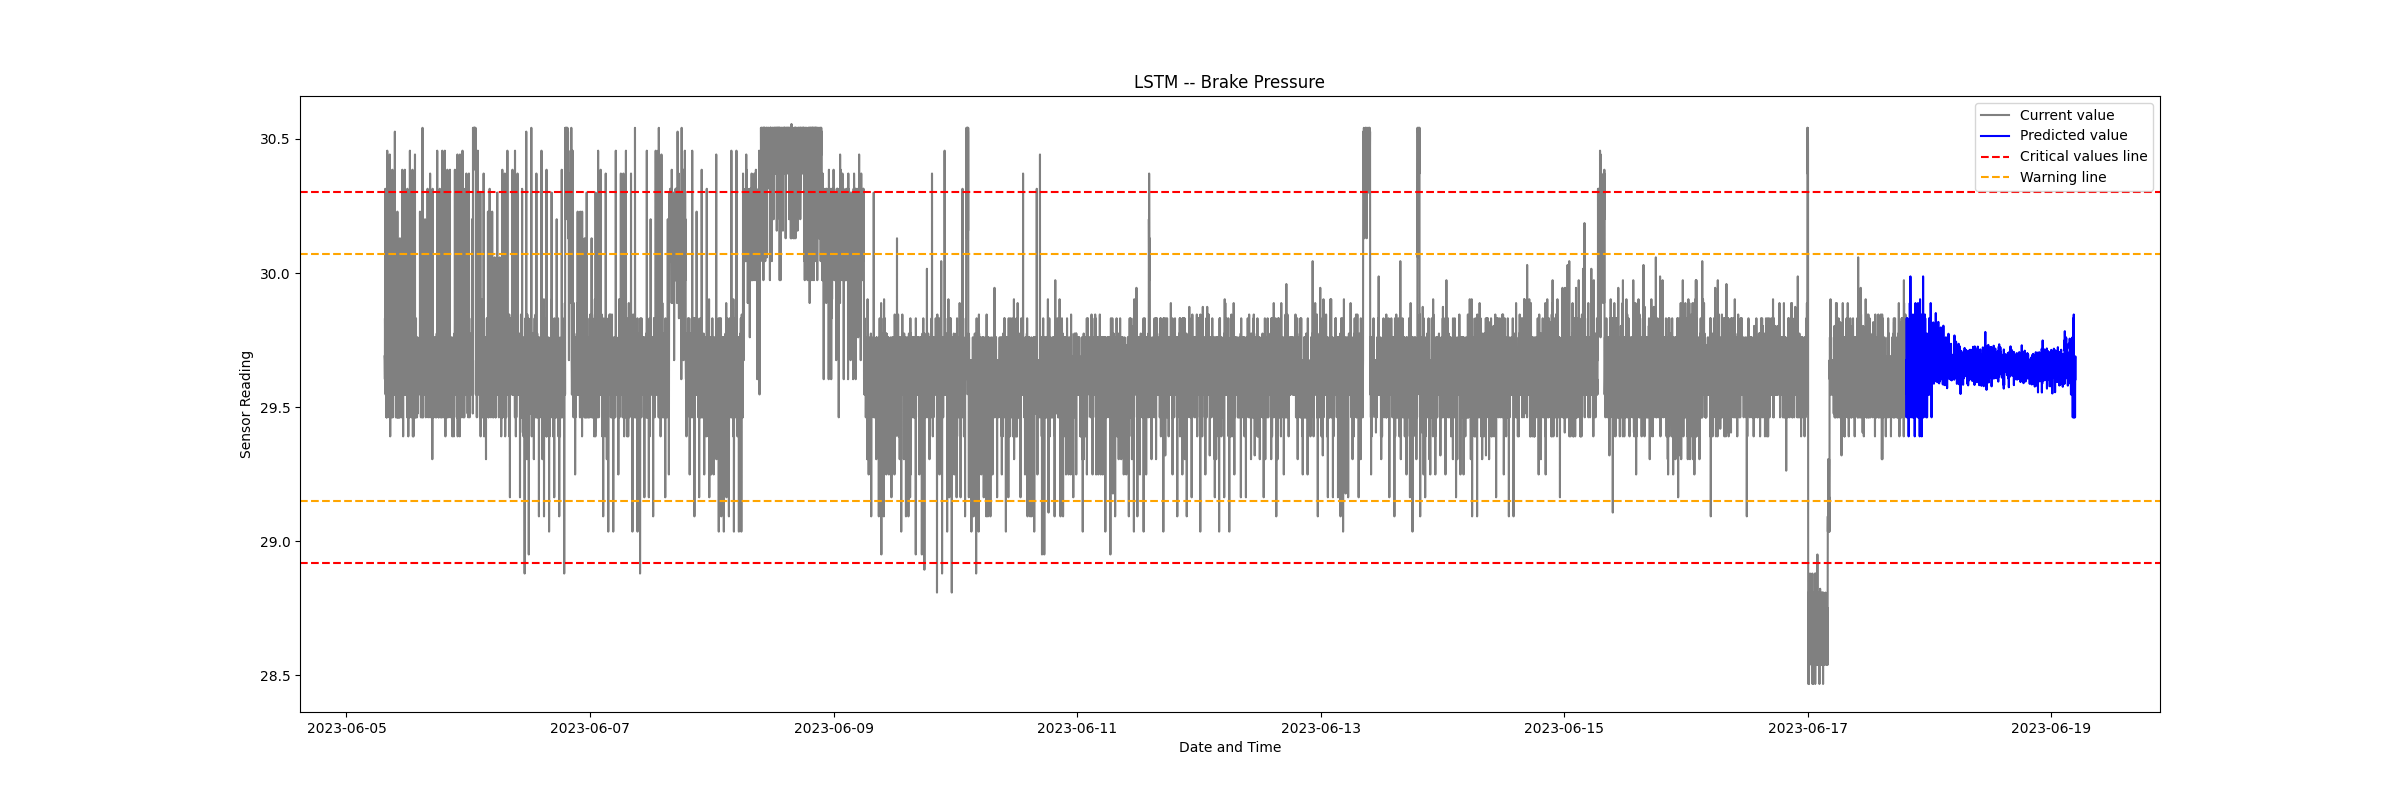 LSTM -- Brake Pressure
Current value
Predicted value
Critical values line
Warning line
30.5
30.0
29.5
29.0
28.5
Sensor Reading
2023-06-05 2023-06-07 2023-06-09 2023-06-11 2023-06-13 2023-06-15 2023-06-17 2023-06-19
Date and Time